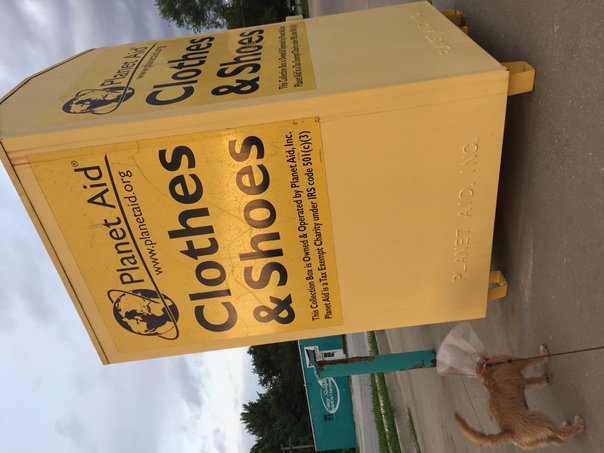 Planet Aid
www.planetaid.org
Clothes
& Shoes
Planet Aid®
www.planetaid.org
Clothes
& Shoes
This Collection Box is Owned & Operated by Planet Aid, Inc.
Planet Aid is a Tax Exempt Charity under IRS code 501(c)(3)
PLANET AID, INC.